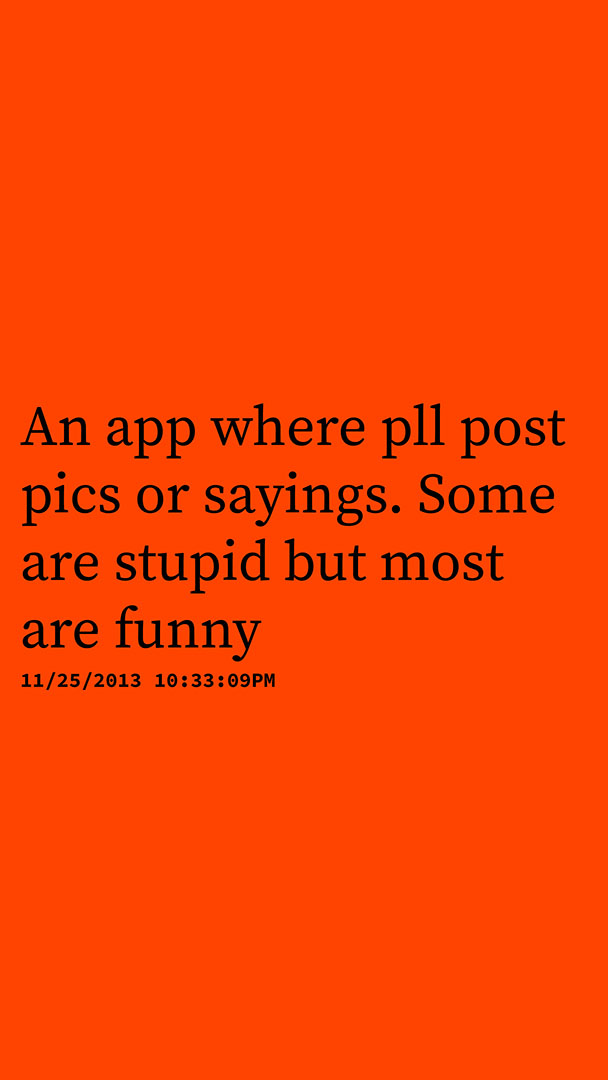 An app where pll post
pics or sayings. Some
are stupid but most
are funny
11/25/2013 10:33:09PM